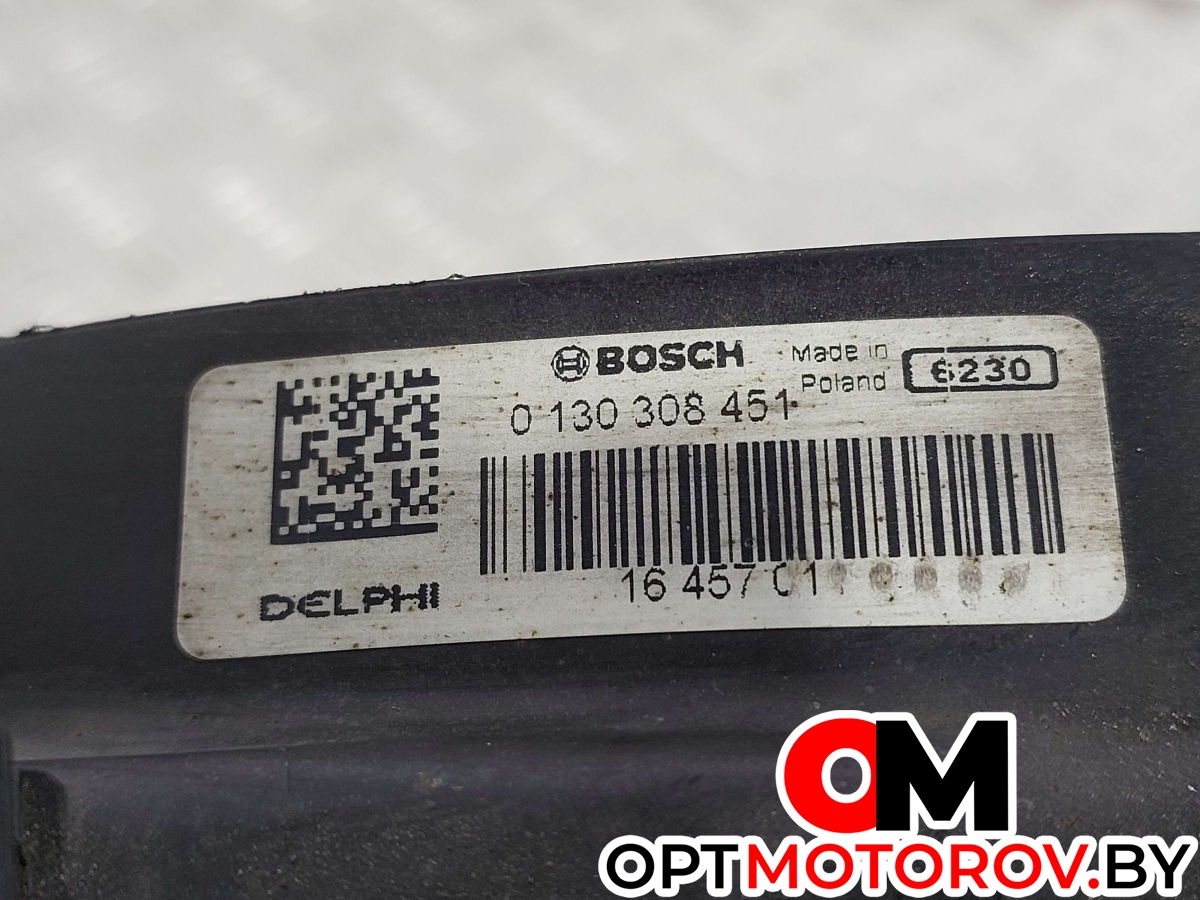 BOSCH
Made in
Poland
6230
0 130 308 451
16 457 01
DELPHI
OM
OPTMOTOROV.BY